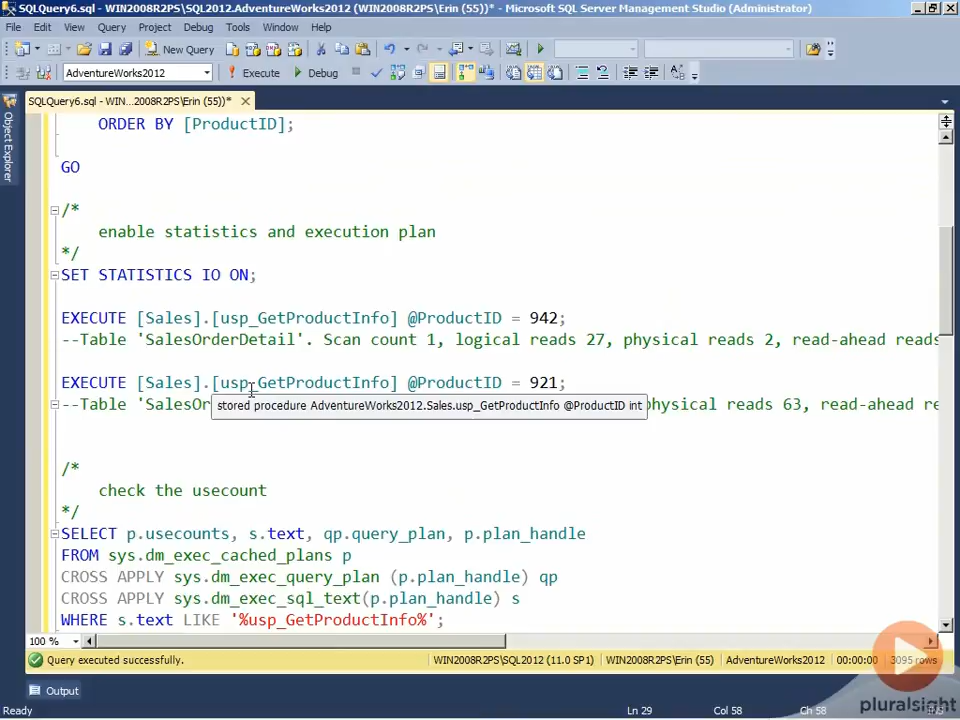 SQLQuery6.sql - WIN2008R2PS\SQL2012.AdventureWorks2012 (WIN2008R2PS\Erin (55))* - Microsoft SQL Server Management Studio (Administrator)
File Edit View Query Project Debug Tools Window Help
New Query
AdventureWorks2012 Execute Debug
SQLQuery6.sql - WIN...2008R2PS\Erin (55))*
Object Explorer
ORDER BY [ProductID];
GO
/*
enable statistics and execution plan
*/
SET STATISTICS IO ON;
EXECUTE [Sales].[usp_GetProductInfo] @ProductID = 942;
--Table 'SalesOrderDetail'. Scan count 1, logical reads 27, physical reads 2, read-ahead reads
EXECUTE [Sales].[usp_GetProductInfo] @ProductID = 921;
--Table 'SalesOr physical reads 63, read-ahead re
stored procedure AdventureWorks2012.Sales.usp_GetProductInfo @ProductID int
/*
check the usecount
*/
SELECT p.usecounts, s.text, qp.query_plan, p.plan_handle
FROM sys.dm_exec_cached_plans p
CROSS APPLY sys.dm_exec_query_plan (p.plan_handle) qp
CROSS APPLY sys.dm_exec_sql_text(p.plan_handle) s
WHERE s.text LIKE '%usp_GetProductInfo%';
100 %
Query executed successfully. WIN2008R2PS\SQL2012 (11.0 SP1) WIN2008R2PS\Erin (55) AdventureWorks2012 00:00:00 3095 rows
Output
Ready Ln 29 Col 58 Ch 58 INS
pluralsight